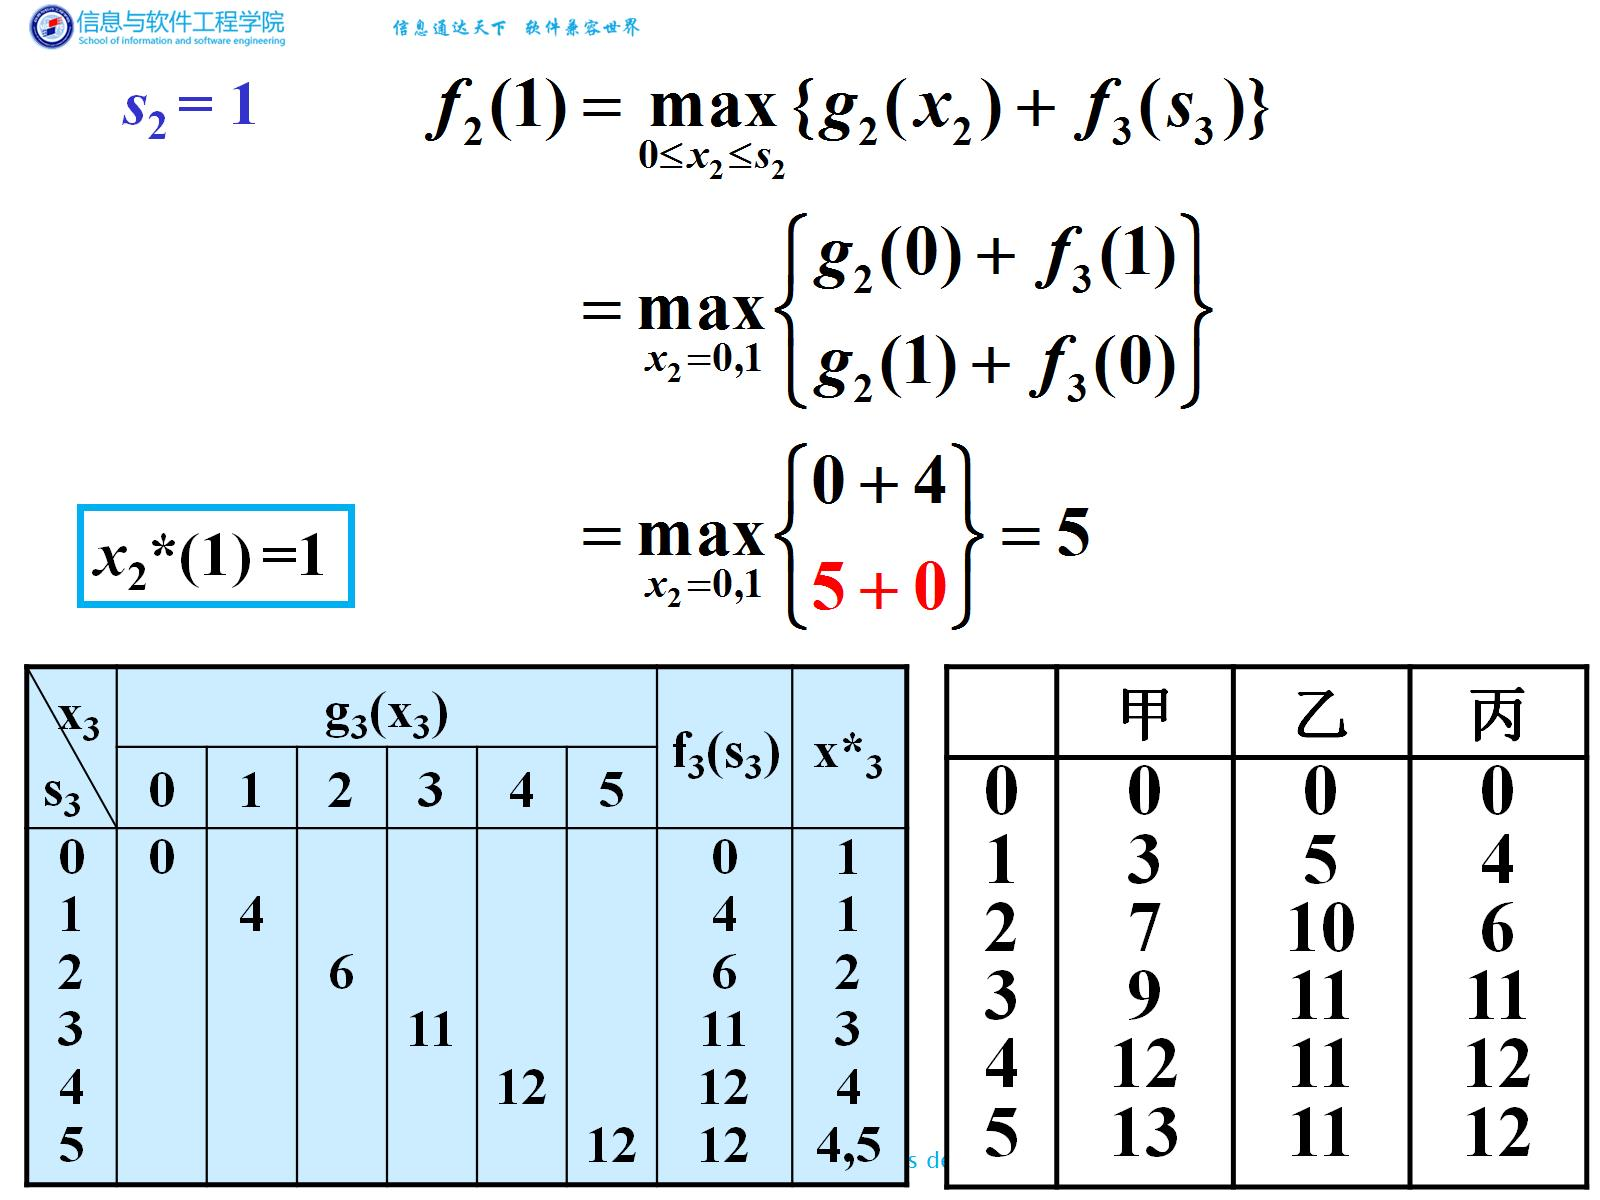 信息与软件工程学院
School of information and software engineering
信息通达天下 软件兼容世界
s2 = 1
f2(1) = max {g2(x2) + f3(s3)}
0≤x2≤s2
= max { g2(0) + f3(1)
g2(1) + f3(0) }
x2=0,1
= max { 0 + 4
5 + 0 } = 5
x2=0,1
x2*(1) =1
x3 g3(x3) f3(s3) x*3
s3 0 1 2 3 4 5
0 0 0 1
1 4 4 1
2 6 6 2
3 11 11 3
4 12 12 4
5 12 12 4,5
甲 乙 丙
0 0 0 0
1 3 5 4
2 7 10 6
3 9 11 11
4 12 11 12
5 13 11 12